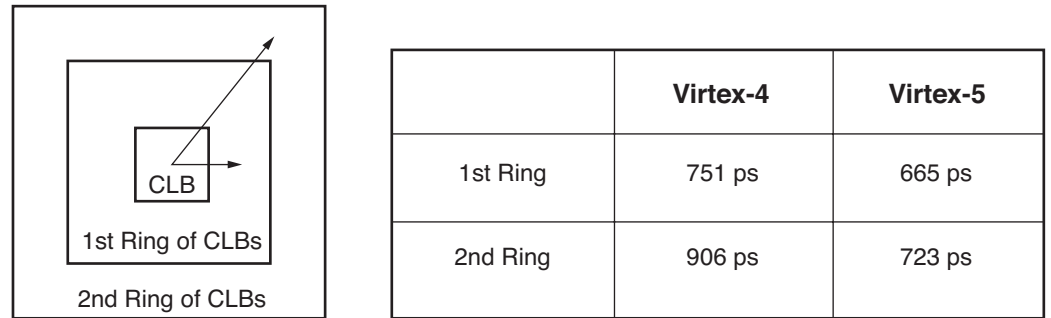 CLB
1st Ring of CLBs
2nd Ring of CLBs
Virtex-4 Virtex-5
1st Ring 751 ps 665 ps
2nd Ring 906 ps 723 ps